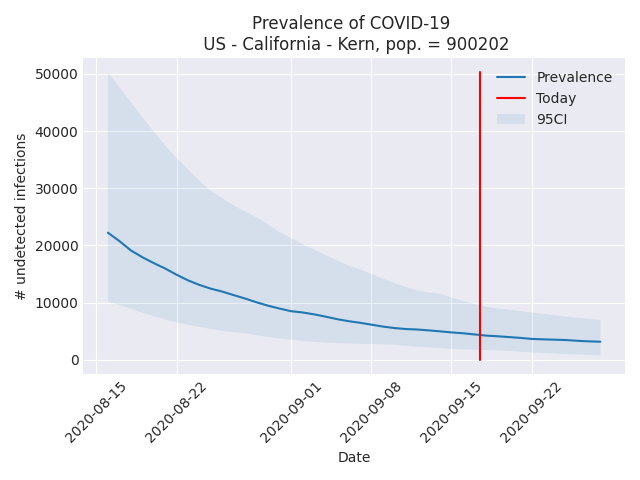 Prevalence of COVID-19
US - California - Kern, pop. = 900202
50000
40000
30000
20000
10000
0
# undetected infections
Prevalence
Today
95CI
2020-08-15
2020-08-22
2020-09-01
2020-09-08
2020-09-15
2020-09-22
Date